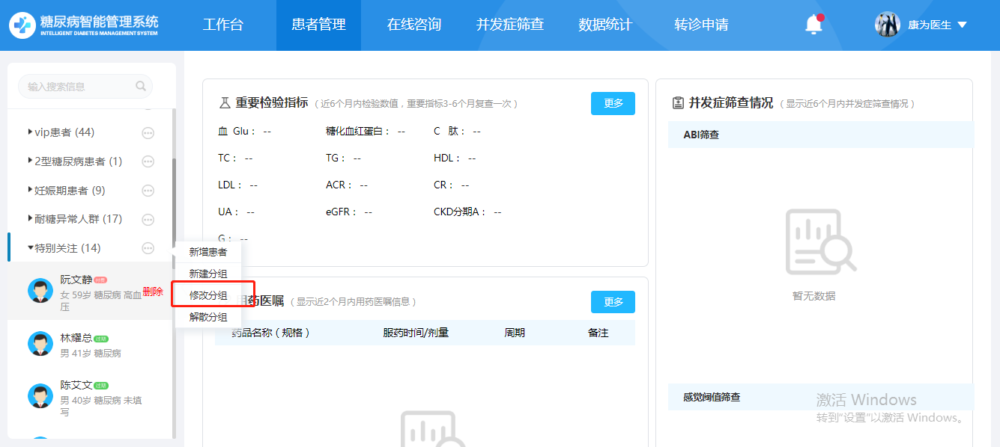 糖尿病智能管理系统
INTELLIGENT DIABETES MANAGEMENT SYSTEM
工作台
患者管理
在线咨询
并发症筛查
数据统计
转诊申请
康为医生
输入搜索信息
vip患者 (44)
2型糖尿病患者 (1)
妊娠期患者 (9)
耐糖异常人群 (17)
特别关注 (14)
阮文静
女 59岁 糖尿病 高血
压
删除
林耀总 过期
男 41岁 糖尿病
陈艾文 过期
男 40岁 糖尿病 未填
写
新增患者
新建分组
修改分组
解散分组
重要检验指标 ( 近6个月内检验数值，重要指标3-6个月复查一次 )
更多
血 Glu： --
糖化血红蛋白： --
C 肽： --
TC： --
TG： --
HDL： --
LDL： --
ACR： --
CR： --
UA： --
eGFR： --
CKD分期A： --
G： --
用药医嘱 ( 显示近2个月内用药医嘱信息 )
更多
药品名称 ( 规格 )
服药时间/剂量
周期
备注
并发症筛查情况 ( 显示近6个月内并发症筛查情况 )
ABI筛查
暂无数据
感觉阈值筛查
激活 Windows
转到"设置"以激活 Windows。